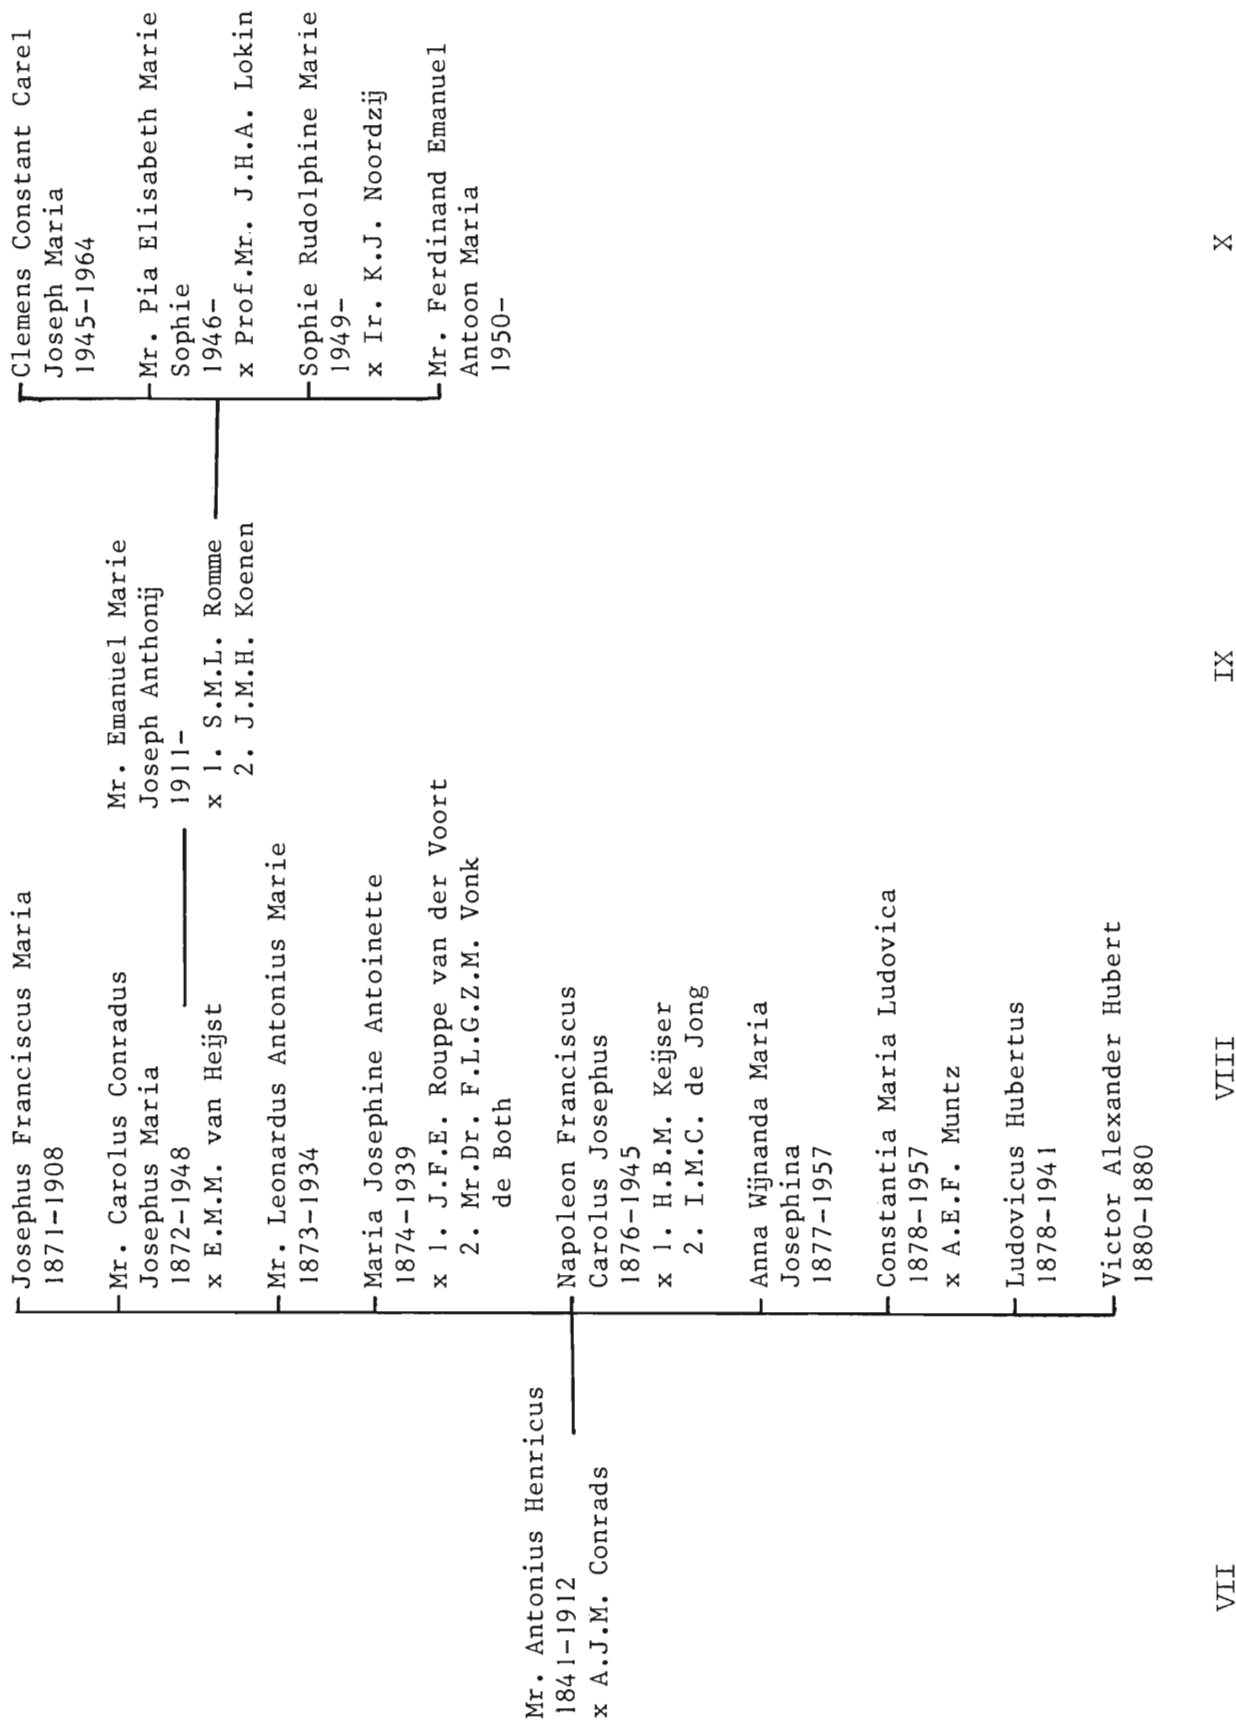 Mr. Antonius Henricus
1841-1912
x A.J.M. Conrads
Josephus Franciscus Maria
1871-1908
Mr. Carolus Conradus
Josephus Maria
1872-1948
x E.M.M. van Heijst
Mr. Leonardus Antonius Marie
1873-1934
Maria Josephine Antoinette
1874-1939
x 1. J.F.E. Rouppe van der Voort
2. Mr.Dr. F.L.G.Z.M. Vonk
de Both
Napoleon Franciscus
Carolus Josephus
1876-1945
x 1. H.B.M. Keijser
2. I.M.C. de Jong
Anna Wijnanda Maria
Josephina
1877-1957
Constantia Maria Ludovica
1878-1957
x A.E.F. Muntz
Ludovicus Hubertus
1878-1941
Victor Alexander Hubert
1880-1880
Mr. Emanuel Marie
Joseph Anthonij
1911-
x 1. S.M.L. Romme
2. J.M.H. Koenen
Clemens Constant Carel
Joseph Maria
1945-1964
Mr. Pia Elisabeth Marie
Sophie
1946-
x Prof.Mr. J.H.A. Lokin
Sophie Rudolphine Marie
1949-
x Ir. K.J. Noordzij
Mr. Ferdinand Emanuel
Antoon Maria
1950-
VII
VIII
IX
X